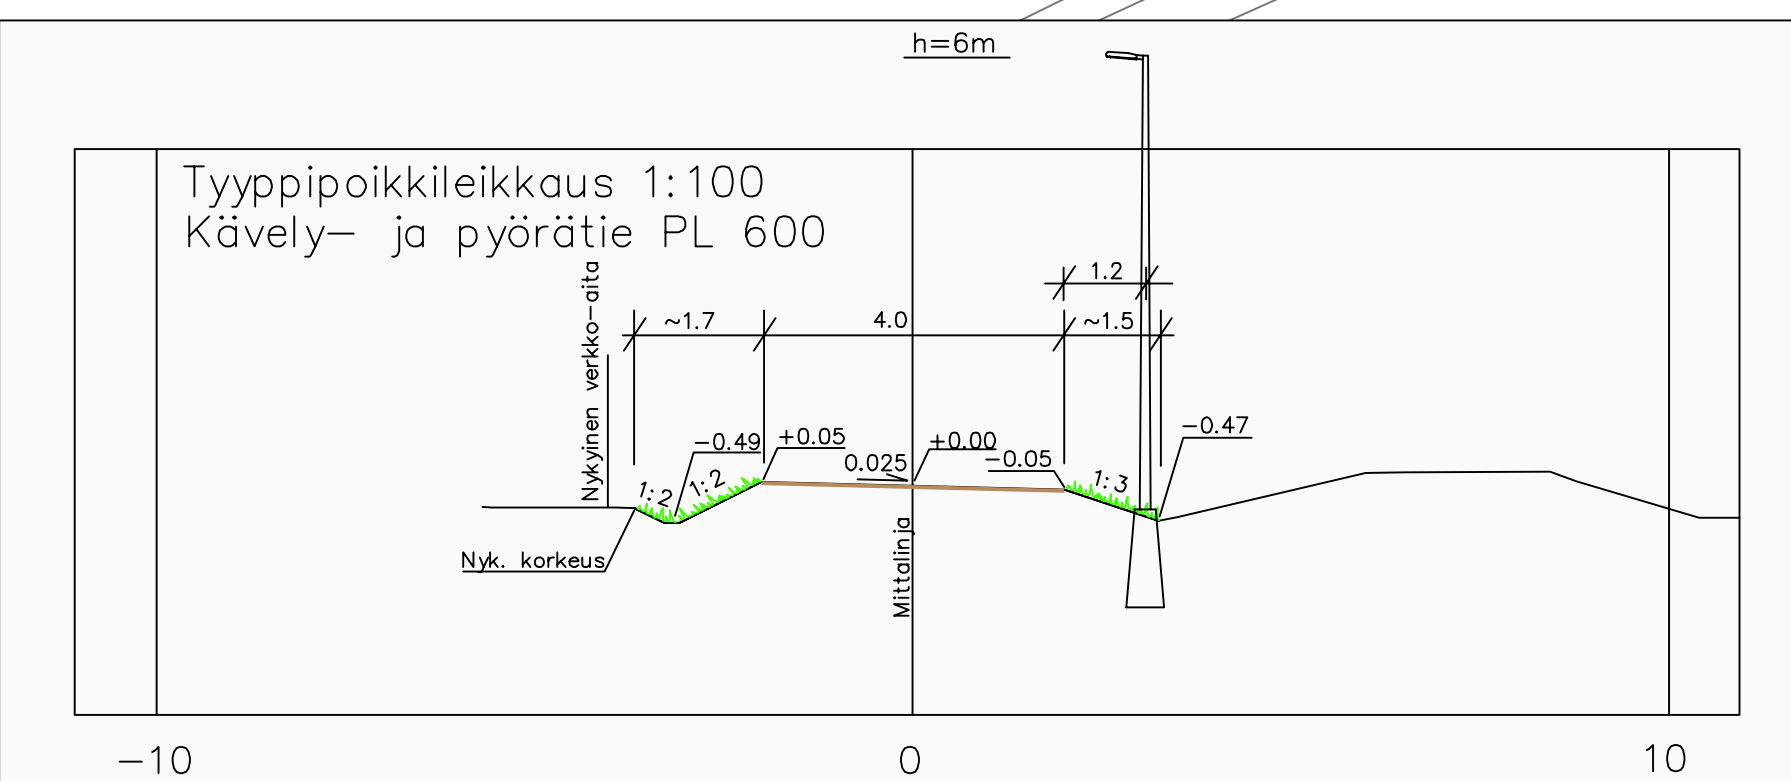 h=6m
Tyyppipoikkileikkaus 1:100
Kävely- ja pyörätie PL 600
Nykyinen verkko-aita
1.2
~1.7
4.0
~1.5
-0.49
+0.05
0.025
+0.00
-0.05
-0.47
1:2
1:2
1:3
Nyk. korkeus
Mittalinja
-10
0
10